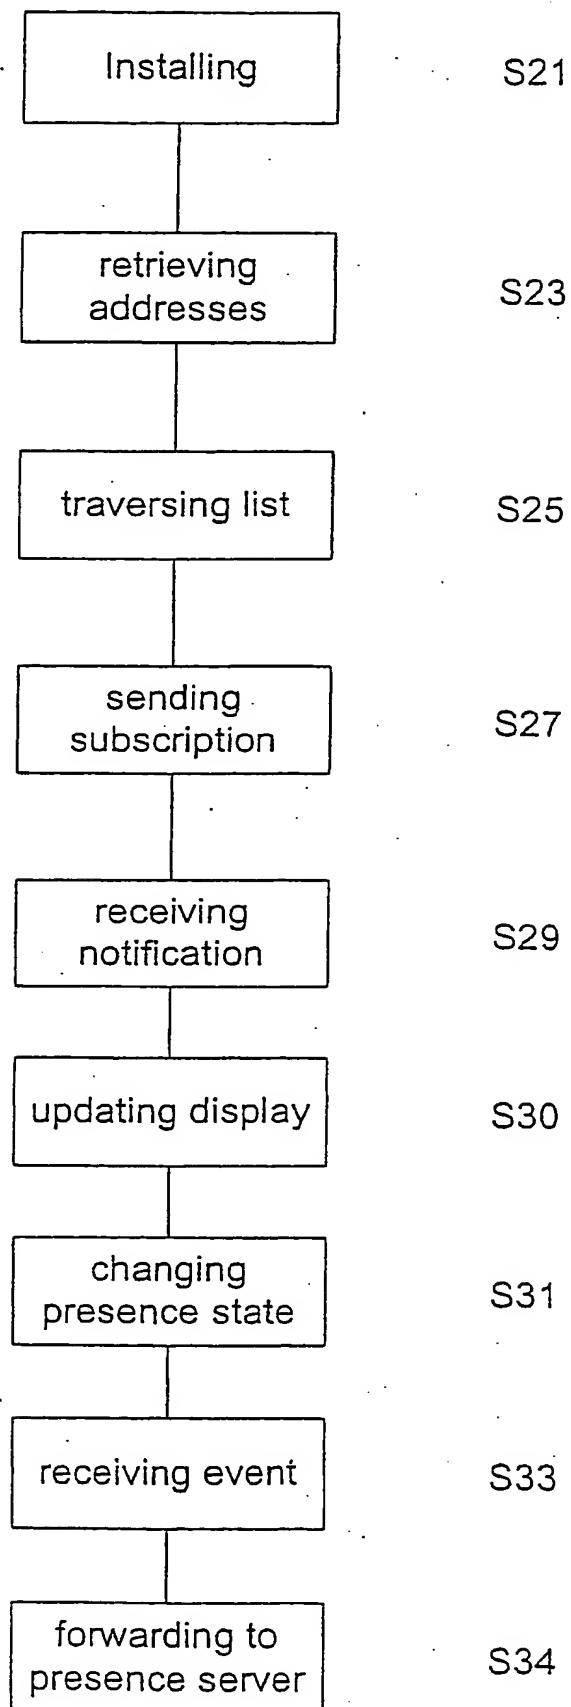 Installing
S21
retrieving
addresses
S23
traversing list
S25
sending
subscription
S27
receiving
notification
S29
updating display
S30
changing
presence state
S31
receiving event
S33
forwarding to
presence server
S34